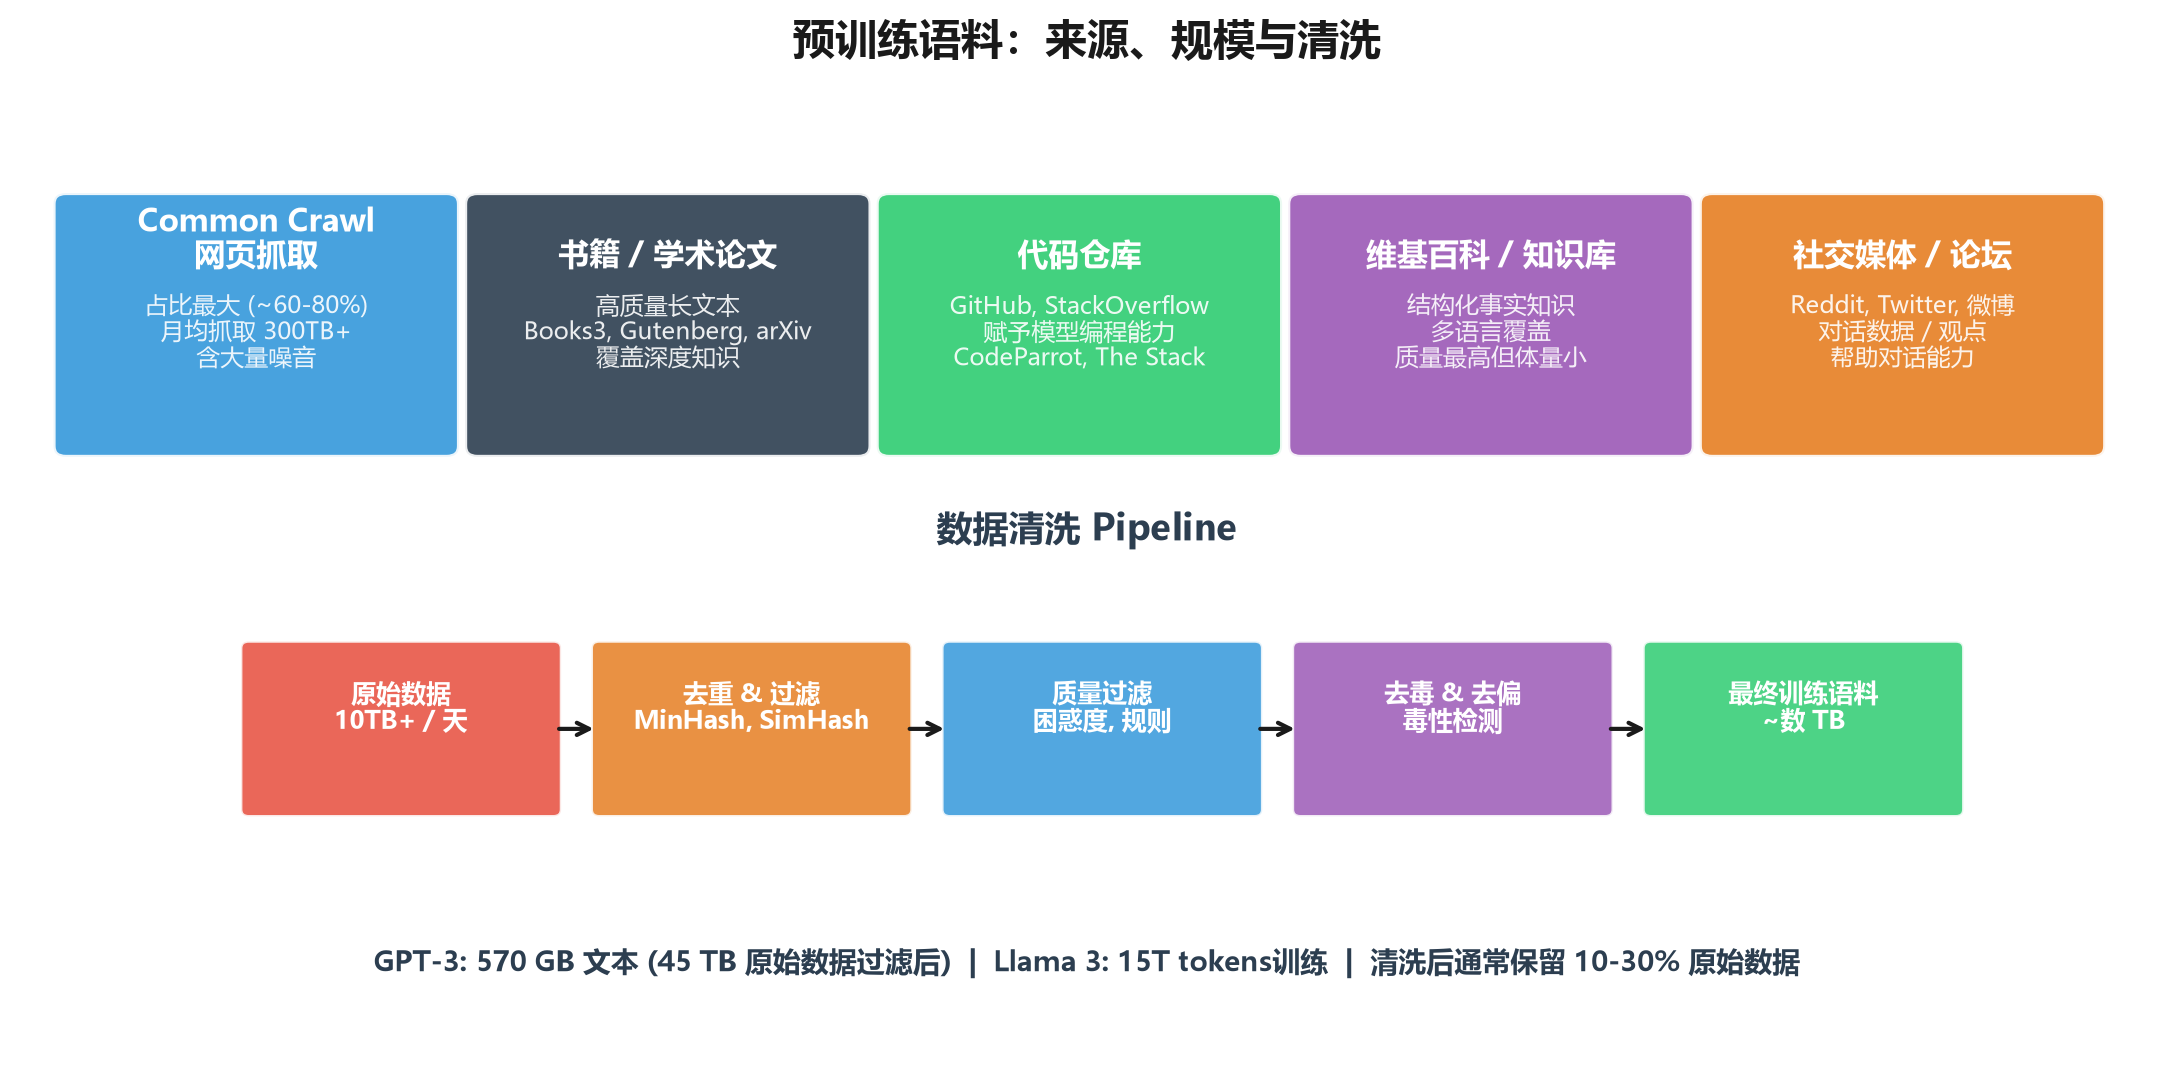 预训练语料：来源、规模与清洗
Common Crawl
网页抓取
占比最大 (~60-80%)
月均抓取 300TB+
含大量噪音
书籍 / 学术论文
高质量长文本
Books3, Gutenberg, arXiv
覆盖深度知识
代码仓库
GitHub, StackOverflow
赋予模型编程能力
CodeParrot, The Stack
维基百科 / 知识库
结构化事实知识
多语言覆盖
质量最高但体量小
社交媒体 / 论坛
Reddit, Twitter, 微博
对话数据 / 观点
帮助对话能力
数据清洗 Pipeline
原始数据
10TB+ / 天
去重 & 过滤
MinHash, SimHash
质量过滤
困惑度, 规则
去毒 & 去偏
毒性检测
最终训练语料
~数 TB
GPT-3: 570 GB 文本 (45 TB 原始数据过滤后) | Llama 3: 15T tokens训练 | 清洗后通常保留 10-30% 原始数据